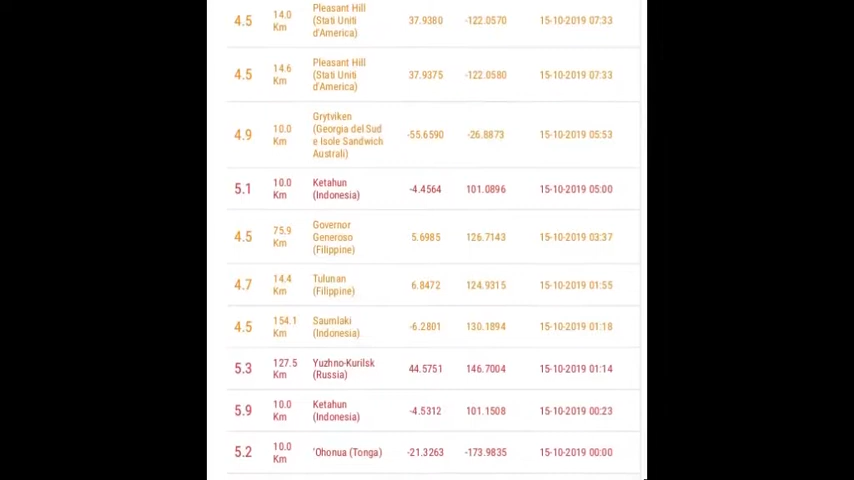 4.5 14.0 Km Pleasant Hill (Stati Uniti d'America) 37.9380 -122.0570 15-10-2019 07:33
4.5 14.6 Km Pleasant Hill (Stati Uniti d'America) 37.9375 -122.0580 15-10-2019 07:33
4.9 10.0 Km Grytviken (Georgia del Sud e Isole Sandwich Australi) -55.6590 -26.8873 15-10-2019 05:53
5.1 10.0 Km Ketahun (Indonesia) -4.4564 101.0896 15-10-2019 05:00
4.5 75.9 Km Governor Generoso (Filippine) 5.6985 126.7143 15-10-2019 03:37
4.7 14.4 Km Tulunan (Filippine) 6.8472 124.9315 15-10-2019 01:55
4.5 154.1 Km Saumlaki (Indonesia) -6.2801 130.1894 15-10-2019 01:18
5.3 127.5 Km Yuzhno-Kurilsk (Russia) 44.5751 146.7004 15-10-2019 01:14
5.9 10.0 Km Ketahun (Indonesia) -4.5312 101.1508 15-10-2019 00:23
5.2 10.0 Km 'Ohonua (Tonga) -21.3263 -173.9835 15-10-2019 00:00